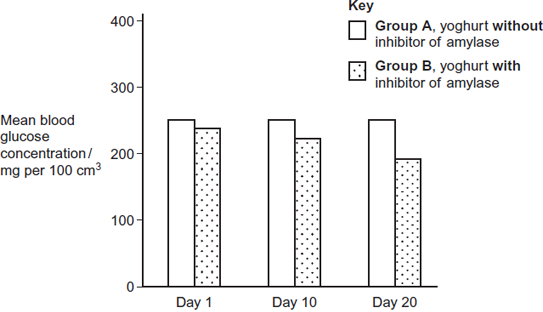 Key
Group A, yoghurt without
inhibitor of amylase
Group B, yoghurt with
inhibitor of amylase
Mean blood
glucose
concentration /
mg per 100 cm³
400
300
200
100
0
Day 1
Day 10
Day 20